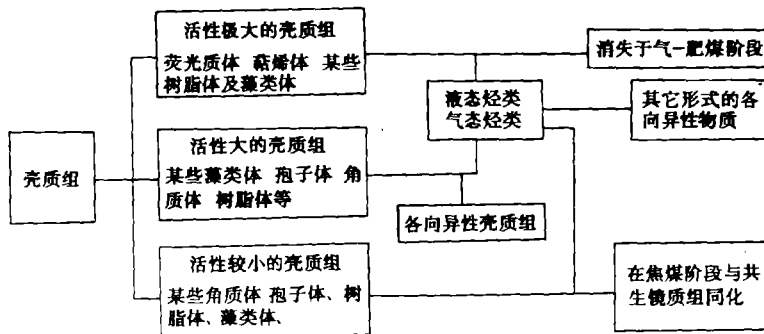 壳质组
活性极大的壳质组
荧光质体 萜烯体 某些
树脂体及藻类体
活性大的壳质组
某些藻类体 孢子体 角
质体 树脂体等
活性较小的壳质组
某些角质体 孢子体、树
脂体、藻类体、
液态烃类
气态烃类
各向异性壳质组
消失于气-肥煤阶段
其它形式的各
向异性物质
在焦煤阶段与共
生镜质组同化